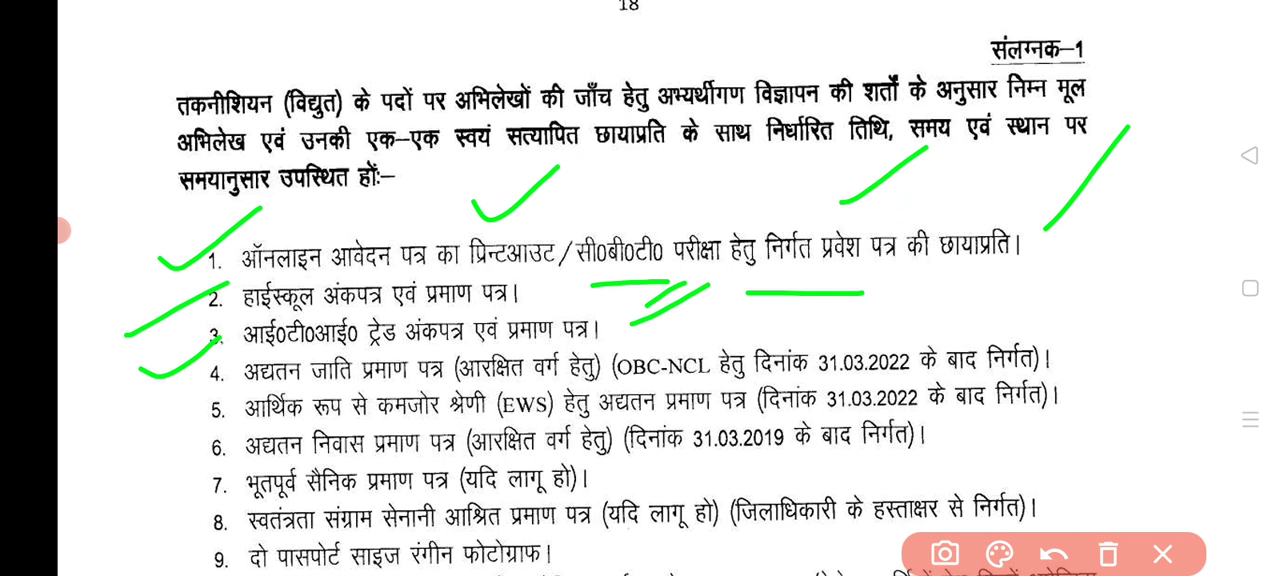 18
संलग्नक–1
तकनीशियन (विद्युत) के पदों पर अभिलेखों की जाँच हेतु अभ्यर्थीगण विज्ञापन की शर्तों के अनुसार निम्न मूल
अभिलेख एवं उनकी एक–एक स्वयं सत्यापित छायाप्रति के साथ निर्धारित तिथि, समय एवं स्थान पर
समयानुसार उपस्थित हों:–
1. ऑनलाइन आवेदन पत्र का प्रिन्टआउट/सी0बी0टी0 परीक्षा हेतु निर्गत प्रवेश पत्र की छायाप्रति।
2. हाईस्कूल अंकपत्र एवं प्रमाण पत्र।
3. आई0टी0आई0 ट्रेड अंकपत्र एवं प्रमाण पत्र।
4. अद्यतन जाति प्रमाण पत्र (आरक्षित वर्ग हेतु) (OBC-NCL हेतु दिनांक 31.03.2022 के बाद निर्गत)।
5. आर्थिक रूप से कमजोर श्रेणी (EWS) हेतु अद्यतन प्रमाण पत्र (दिनांक 31.03.2022 के बाद निर्गत)।
6. अद्यतन निवास प्रमाण पत्र (आरक्षित वर्ग हेतु) (दिनांक 31.03.2019 के बाद निर्गत)।
7. भूतपूर्व सैनिक प्रमाण पत्र (यदि लागू हो)।
8. स्वतंत्रता संग्राम सेनानी आश्रित प्रमाण पत्र (यदि लागू हो) (जिलाधिकारी के हस्ताक्षर से निर्गत)।
9. दो पासपोर्ट साइज रंगीन फोटोग्राफ।